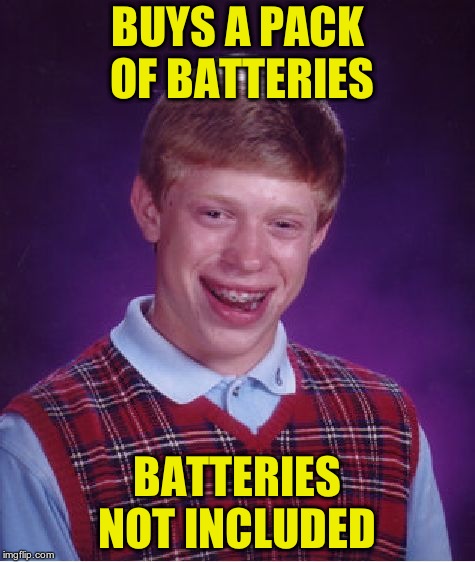 BUYS A PACK
OF BATTERIES
BATTERIES
NOT INCLUDED
imgflip.com